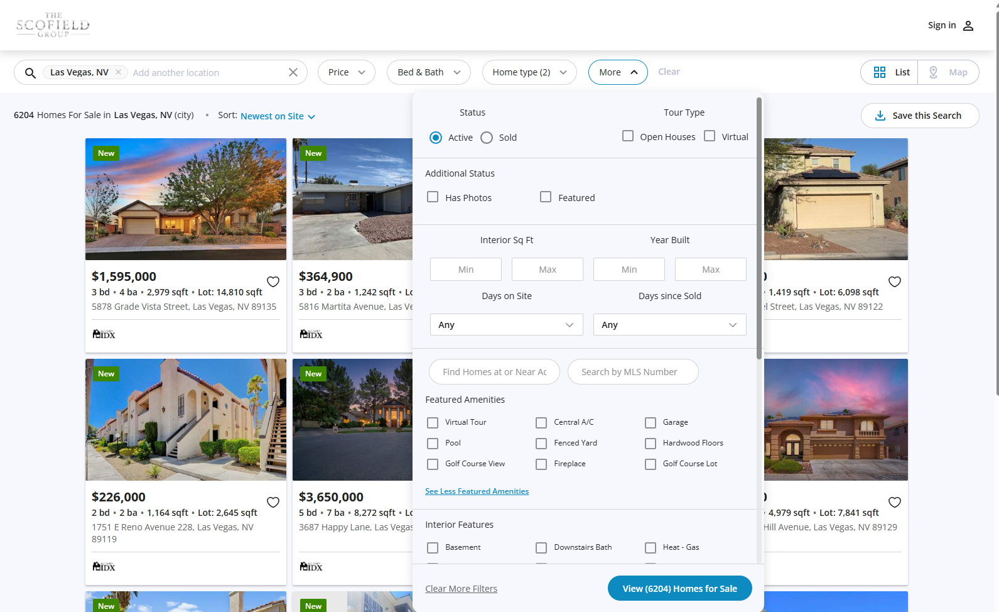 THE
SCOFIELD
GROUP
Sign in
Las Vegas, NV
Add another location
Price
Bed & Bath
Home type (2)
More
Clear
List
Map
6204 Homes For Sale in Las Vegas, NV (city)
•
Sort: Newest on Site
Save this Search
Status
Active
Sold
Tour Type
Open Houses
Virtual
Additional Status
Has Photos
Featured
Interior Sq Ft
Min
Max
Year Built
Min
Max
Days on Site
Any
Days since Sold
Any
Find Homes at or Near Ac
Search by MLS Number
Featured Amenities
Virtual Tour
Central A/C
Garage
Pool
Fenced Yard
Hardwood Floors
Golf Course View
Fireplace
Golf Course Lot
See Less Featured Amenities
Interior Features
Basement
Downstairs Bath
Heat - Gas
Clear More Filters
View (6204) Homes for Sale
New
$1,595,000
3 bd • 4 ba • 2,979 sqft • Lot: 14,810 sqft
5878 Grade Vista Street, Las Vegas, NV 89135
IDX
New
$364,900
3 bd • 2 ba • 1,242 sqft • Lo
5816 Martita Avenue, Las Ve
IDX
• 1,419 sqft • Lot: 6,098 sqft
el Street, Las Vegas, NV 89122
New
$226,000
2 bd • 2 ba • 1,164 sqft • Lot: 2,645 sqft
1751 E Reno Avenue 228, Las Vegas, NV
89119
IDX
New
$3,650,000
5 bd • 7 ba • 8,272 sqft • Lo
3687 Happy Lane, Las Vegas
IDX
• 4,979 sqft • Lot: 7,841 sqft
Hill Avenue, Las Vegas, NV 89129
New
New